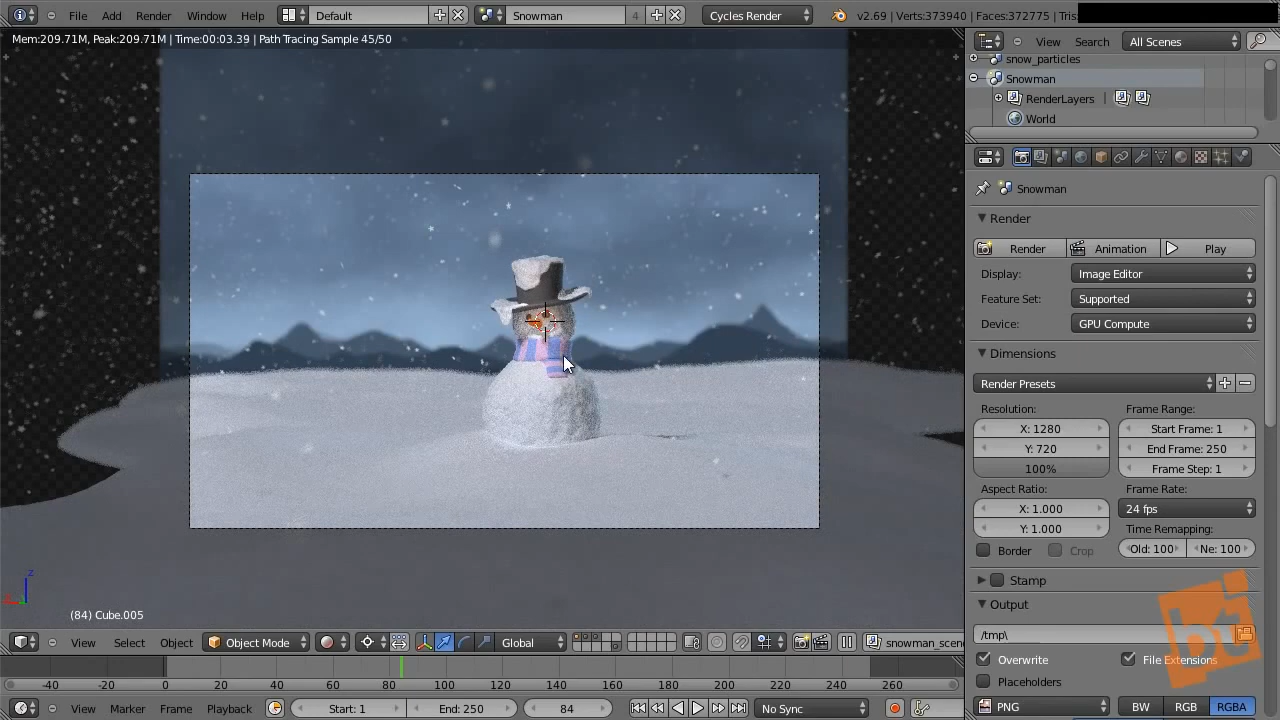 File Add Render Window Help Default Snowman 4 Cycles Render v2.69 | Verts:373940 | Faces:372775 | Tris:
Mem:209.71M, Peak:209.71M | Time:00:03.39 | Path Tracing Sample 45/50
View Search All Scenes
snow_particles
Snowman
RenderLayers |
World
Snowman
Render
Render Animation Play
Display: Image Editor
Feature Set: Supported
Device: GPU Compute
Dimensions
Render Presets
Resolution: Frame Range:
X: 1280 Start Frame: 1
Y: 720 End Frame: 250
100% Frame Step: 1
Aspect Ratio: Frame Rate:
X: 1.000 24 fps
Y: 1.000 Time Remapping:
Border Crop Old: 100 Ne: 100
Stamp
Output
/tmp\
Overwrite File Extensions
Placeholders
PNG BW RGB RGBA
z
(84) Cube.005
View Select Object Object Mode Global snowman_scen
-40 -20 0 20 40 60 80 100 120 140 160 180 200 220 240 260
View Marker Frame Playback Start: 1 End: 250 84 No Sync
bt